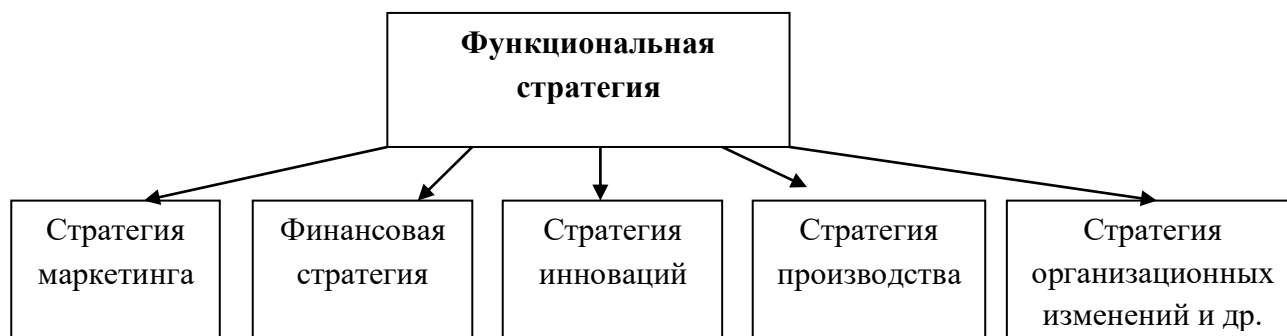 Функциональная
стратегия
Стратегия
маркетинга
Финансовая
стратегия
Стратегия
инноваций
Стратегия
производства
Стратегия
организационных
изменений и др.